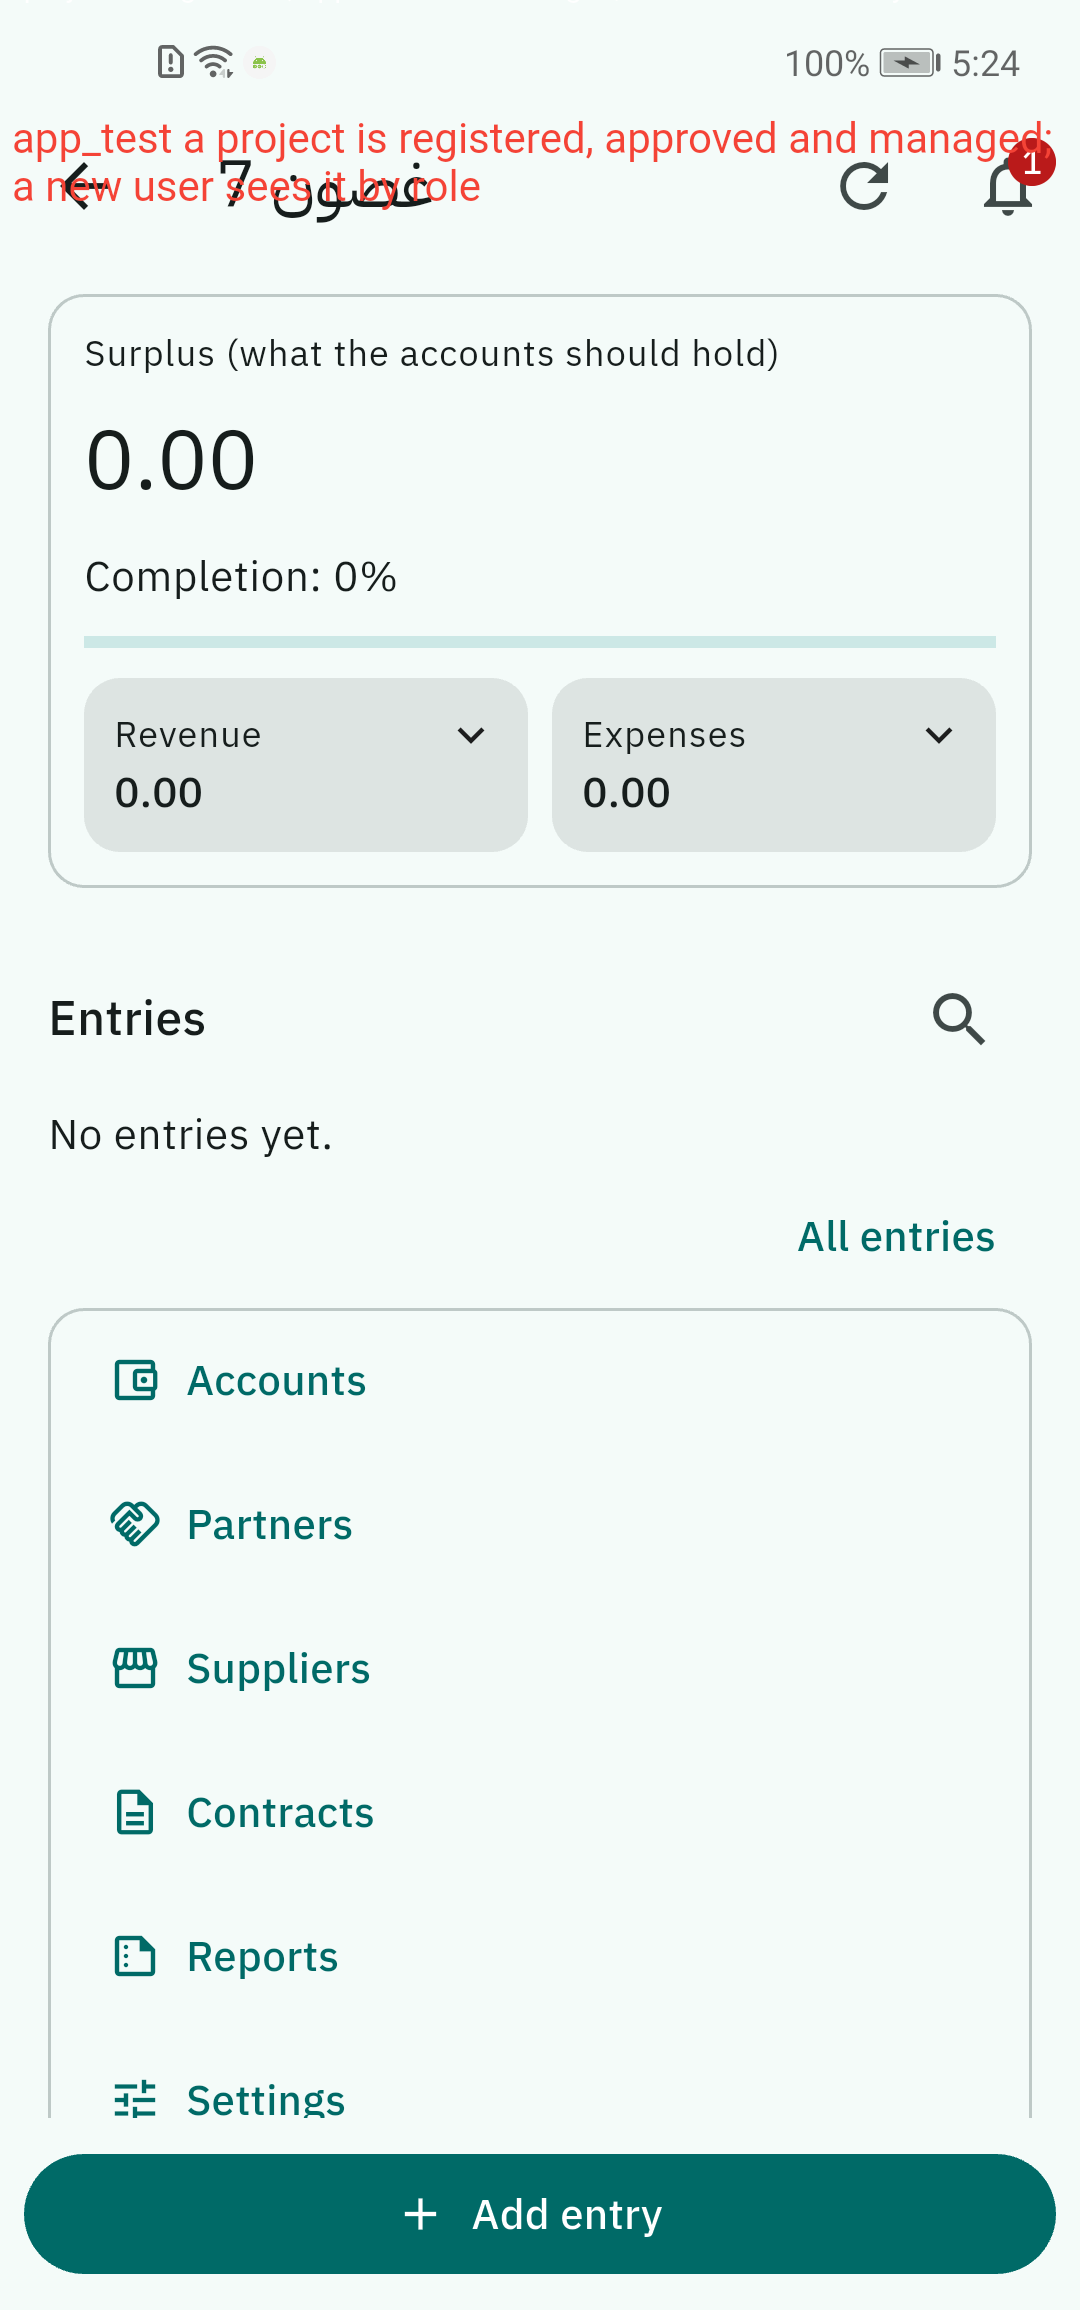 100% 5:24
app_test a project is registered, approved and managed;
a new user sees it by role
غصون 7
1
Surplus (what the accounts should hold)
0.00
Completion: 0%
Revenue
0.00
Expenses
0.00
Entries
No entries yet.
All entries
Accounts
Partners
Suppliers
Contracts
Reports
Settings
Add entry